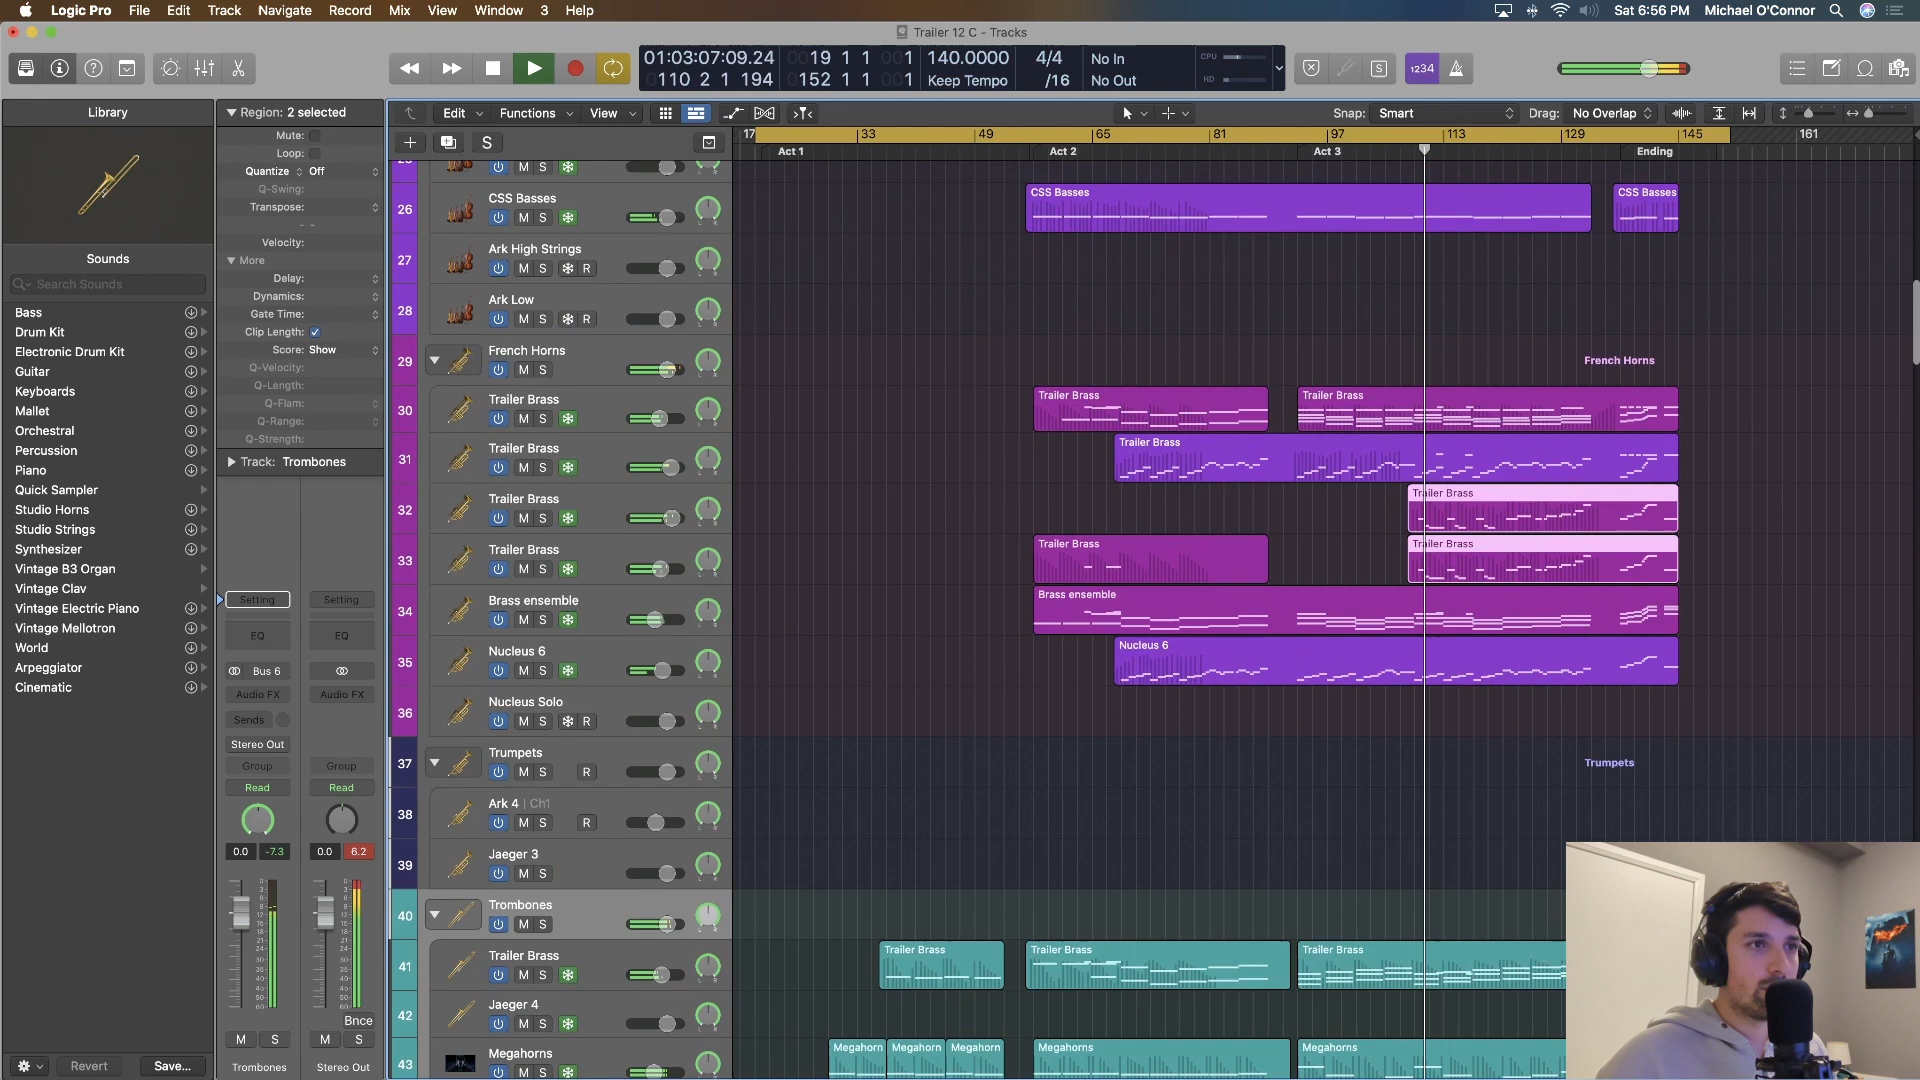 Logic Pro File Edit Track Navigate Record Mix View Window 3 Help
Sat 6:56 PM Michael O'Connor
Trailer 12 C - Tracks
01:03:07:09.24 0019 1 1 001 140.0000 4/4 No In
0110 2 1 194 0152 1 1 001 Keep Tempo /16 No Out
CPU
HD
1234
Library
Region: 2 selected
Edit Functions View
Snap: Smart Drag: No Overlap
17 33 49 65 81 97 113 129 145 161
Act 1 Act 2 Act 3 Ending
Sounds
Search Sounds
Bass
Drum Kit
Electronic Drum Kit
Guitar
Keyboards
Mallet
Orchestral
Percussion
Piano
Quick Sampler
Studio Horns
Studio Strings
Synthesizer
Vintage B3 Organ
Vintage Clav
Vintage Electric Piano
Vintage Mellotron
World
Arpeggiator
Cinematic
Revert
Save...
Mute:
Loop:
Quantize Off
Q-Swing:
Transpose:
Velocity:
More
Delay:
Dynamics:
Gate Time:
Clip Length:
Score: Show
Q-Velocity:
Q-Length:
Q-Flam:
Q-Range:
Q-Strength:
Track: Trombones
Setting Setting
EQ EQ
Bus 6
Audio FX Audio FX
Sends
Stereo Out
Group Group
Read Read
0.0 -7.3 0.0 6.2
Bnce
M S M S
Trombones Stereo Out
S
M S
26 CSS Basses
M S
CSS Basses CSS Basses
27 Ark High Strings
M S R
28 Ark Low
M S R
29 French Horns
M S
French Horns
30 Trailer Brass
M S
Trailer Brass Trailer Brass
31 Trailer Brass
M S
Trailer Brass
32 Trailer Brass
M S
Trailer Brass
33 Trailer Brass
M S
Trailer Brass Trailer Brass
34 Brass ensemble
M S
Brass ensemble
35 Nucleus 6
M S
Nucleus 6
36 Nucleus Solo
M S R
37 Trumpets
M S R
Trumpets
38 Ark 4 | Ch1
M S R
39 Jaeger 3
M S
40 Trombones
M S
41 Trailer Brass
M S
Trailer Brass Trailer Brass Trailer Brass
42 Jaeger 4
M S
43 Megahorns
M S
Megahorn Megahorn Megahorn Megahorns Megahorns